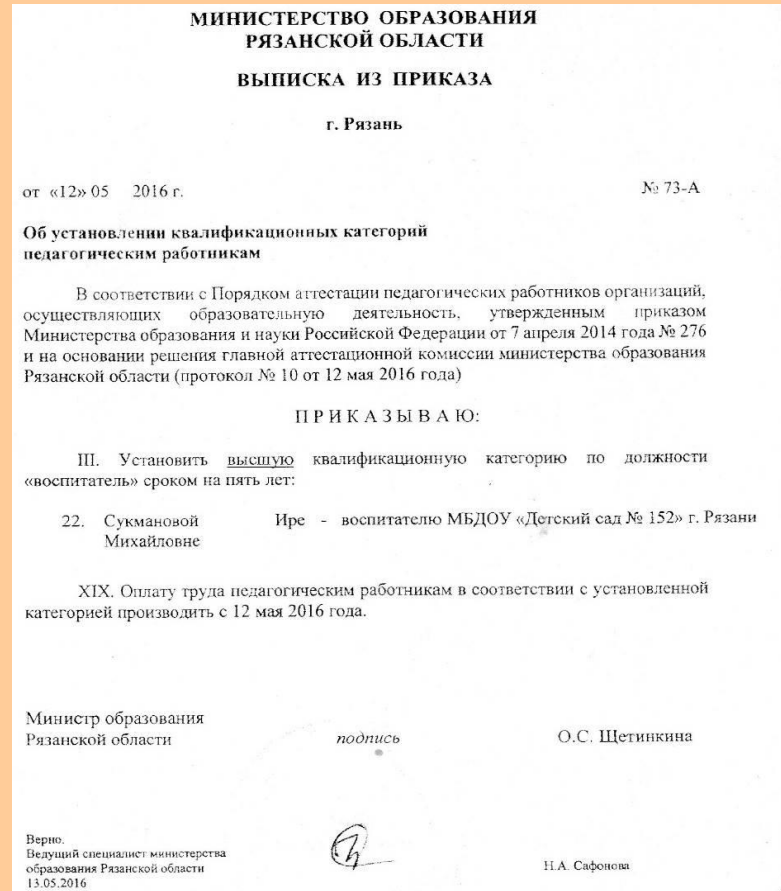 МИНИСТЕРСТВО ОБРАЗОВАНИЯ
РЯЗАНСКОЙ ОБЛАСТИ
ВЫПИСКА ИЗ ПРИКАЗА
г. Рязань
от «12» 05 2016 г. № 73-А
Об установлении квалификационных категорий
педагогическим работникам
В соответствии с Порядком аттестации педагогических работников организаций,
осуществляющих образовательную деятельность, утвержденным приказом
Министерства образования и науки Российской Федерации от 7 апреля 2014 года № 276
и на основании решения главной аттестационной комиссии министерства образования
Рязанской области (протокол № 10 от 12 мая 2016 года)
П Р И К А З Ы В А Ю:
III. Установить высшую квалификационную категорию по должности
«воспитатель» сроком на пять лет:
22. Сукмановой Ире - воспитателю МБДОУ «Детский сад № 152» г. Рязани
Михайловне
XIX. Оплату труда педагогическим работникам в соответствии с установленной
категорией производить с 12 мая 2016 года.
Министр образования
Рязанской области подпись О.С. Щетинкина
Верно.
Ведущий специалист министерства
образования Рязанской области Н.А. Сафонова
13.05.2016